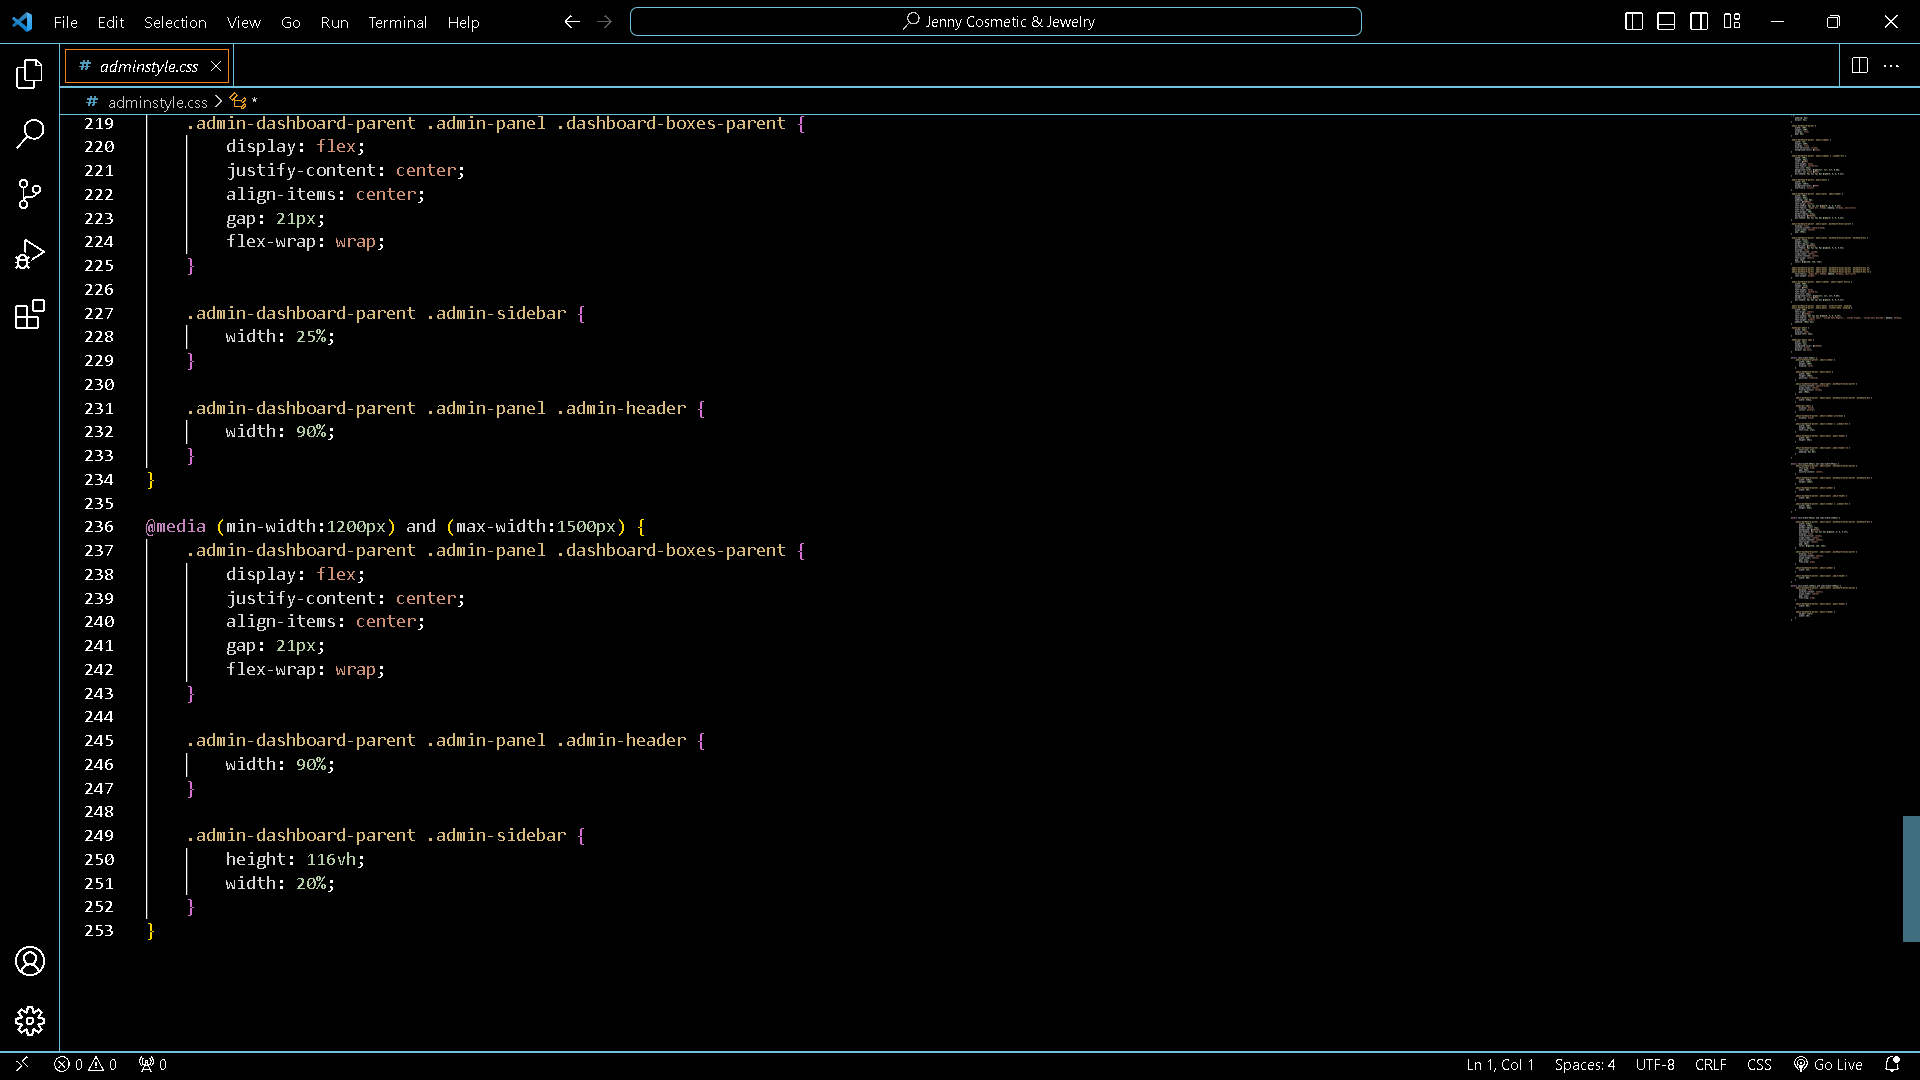 File Edit Selection View Go Run Terminal Help
Jenny Cosmetic & Jewelry
# adminstyle.css
# adminstyle.css > *
219 .admin-dashboard-parent .admin-panel .dashboard-boxes-parent {
220 display: flex;
221 justify-content: center;
222 align-items: center;
223 gap: 21px;
224 flex-wrap: wrap;
225 }
226
227 .admin-dashboard-parent .admin-sidebar {
228 width: 25%;
229 }
230
231 .admin-dashboard-parent .admin-panel .admin-header {
232 width: 90%;
233 }
234 }
235
236 @media (min-width:1200px) and (max-width:1500px) {
237 .admin-dashboard-parent .admin-panel .dashboard-boxes-parent {
238 display: flex;
239 justify-content: center;
240 align-items: center;
241 gap: 21px;
242 flex-wrap: wrap;
243 }
244
245 .admin-dashboard-parent .admin-panel .admin-header {
246 width: 90%;
247 }
248
249 .admin-dashboard-parent .admin-sidebar {
250 height: 116vh;
251 width: 20%;
252 }
253 }
0 0 0 Ln 1, Col 1 Spaces: 4 UTF-8 CRLF CSS Go Live